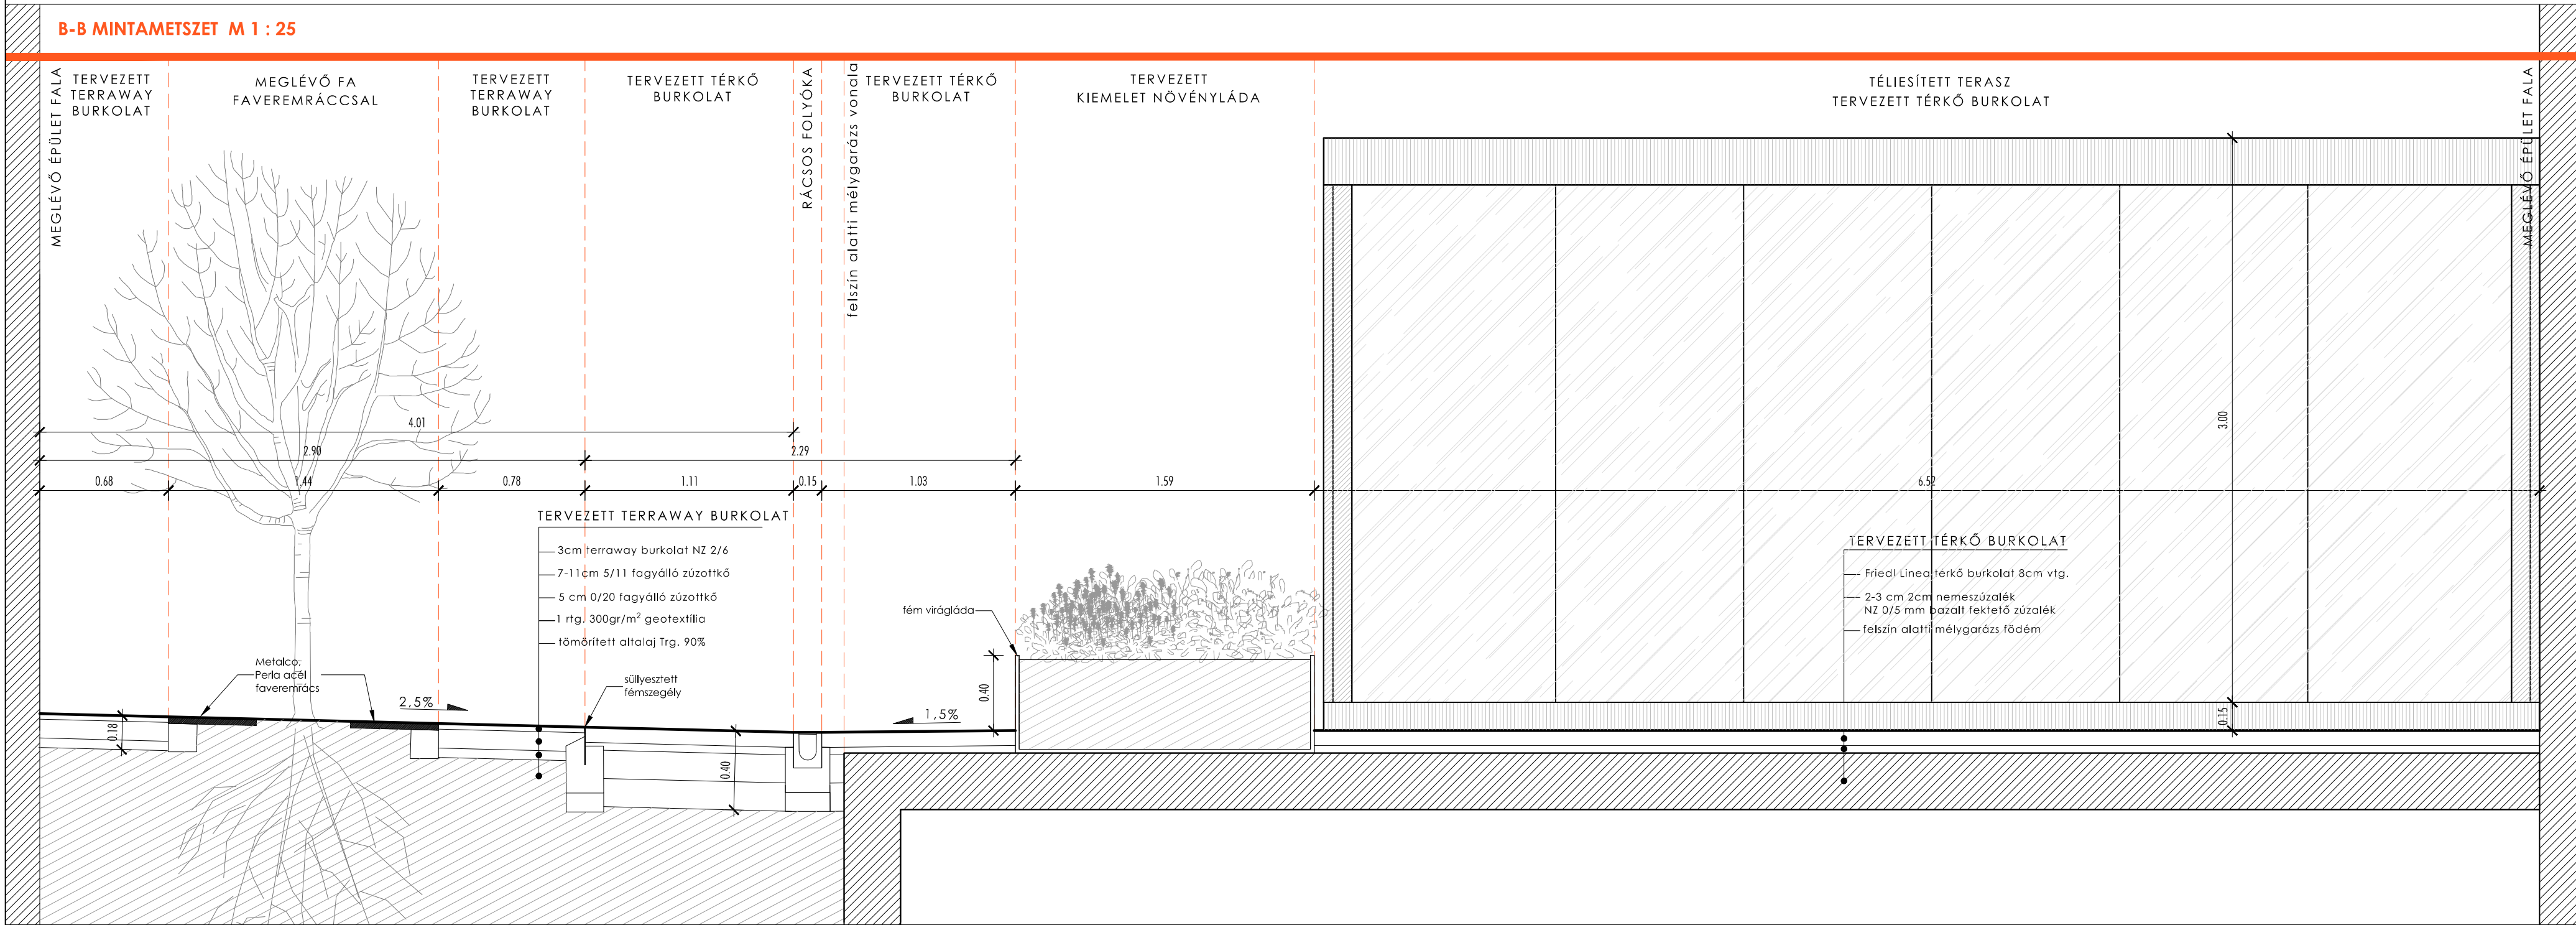 B-B MINTAMETSZET M 1 : 25
MEGLÉVŐ ÉPÜLET FALA
TERVEZETT
TERRAWAY
BURKOLAT
MEGLÉVŐ FA
FAVEREMRÁCCSAL
TERVEZETT
TERRAWAY
BURKOLAT
TERVEZETT TÉRKŐ
BURKOLAT
RÁCSOS FOLYÓKA
felszín alatti mélygarázs vonala
TERVEZETT TÉRKŐ
BURKOLAT
TERVEZETT
KIEMELET NÖVÉNYLÁDA
TÉLIESÍTETT TERASZ
TERVEZETT TÉRKŐ BURKOLAT
MEGLÉVŐ ÉPÜLET FALA
4.01
2.90
2.29
0.68
1.44
0.78
1.11
0.15
1.03
1.59
6.52
3.00
TERVEZETT TERRAWAY BURKOLAT
3cm terraway burkolat NZ 2/6
7-11cm 5/11 fagyálló zúzottkő
5 cm 0/20 fagyálló zúzottkő
1 rtg. 300gr/m² geotextília
tömörített altalaj Trg. 90%
TERVEZETT TÉRKŐ BURKOLAT
Friedl Linea térkő burkolat 8cm vtg.
2-3 cm 2cm nemeszúzalék
NZ 0/5 mm bazalt fektető zúzalék
felszín alatti mélygarázs födém
fém virágláda
Metalco,
Perla acél
faveremrács
süllyesztett
fémszegély
2,5%
1,5%
0.40
0.18
0.40
0.15